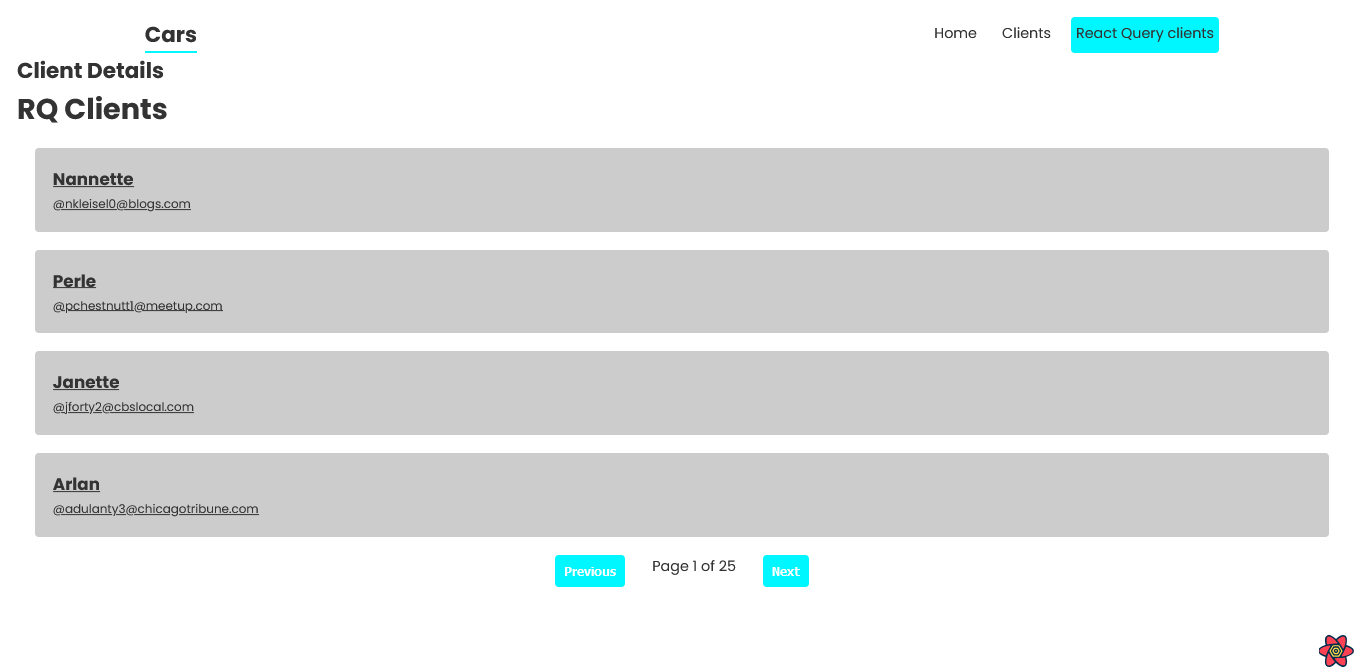 Cars
Home Clients React Query clients
Client Details
RQ Clients
Nannette
@nkleisel0@blogs.com
Perle
@pchestnutt1@meetup.com
Janette
@jforty2@cbslocal.com
Arlan
@adulanty3@chicagotribune.com
Previous Page 1 of 25 Next